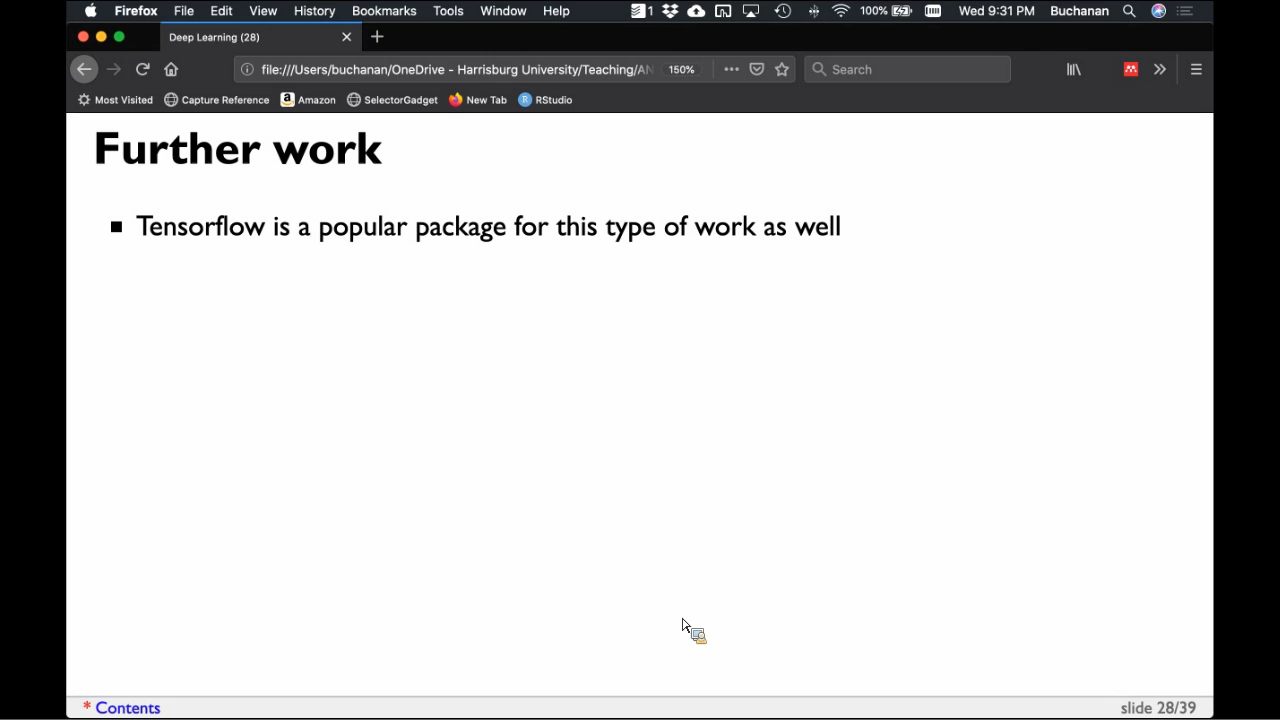 Firefox File Edit View History Bookmarks Tools Window Help 1 100% Wed 9:31 PM Buchanan
Deep Learning (28)
file:///Users/buchanan/OneDrive - Harrisburg University/Teaching/AN 150% Search
Most Visited Capture Reference Amazon SelectorGadget New Tab RStudio
Further work
Tensorflow is a popular package for this type of work as well
* Contents slide 28/39